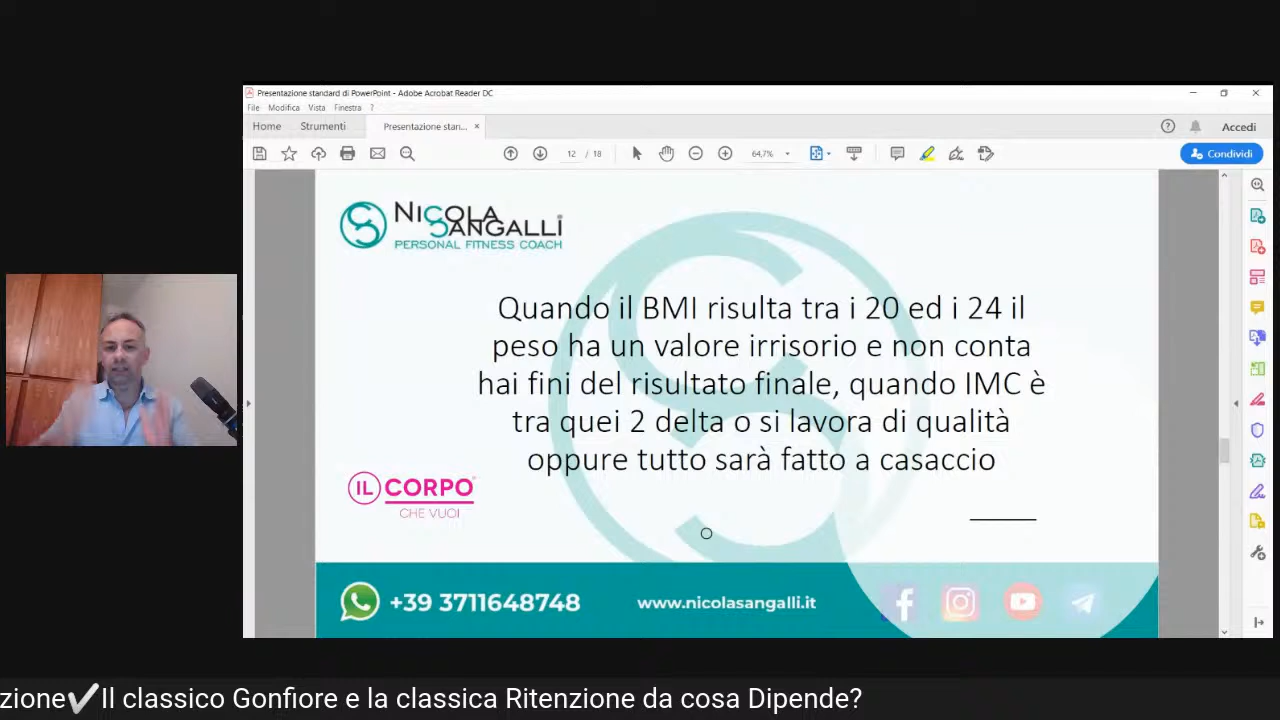 Presentazione standard di PowerPoint - Adobe Acrobat Reader DC
File Modifica Vista Finestra ?
Home Strumenti Presentazione stan... × Accedi
12 / 18 64,7% Condividi
NICOLA
SANGALLI
PERSONAL FITNESS COACH
Quando il BMI risulta tra i 20 ed i 24 il
peso ha un valore irrisorio e non conta
hai fini del risultato finale, quando IMC è
tra quei 2 delta o si lavora di qualità
oppure tutto sarà fatto a casaccio
IL CORPO
CHE VUOI
+39 3711648748 www.nicolasangalli.it
zione✔Il classico Gonfiore e la classica Ritenzione da cosa Dipende?